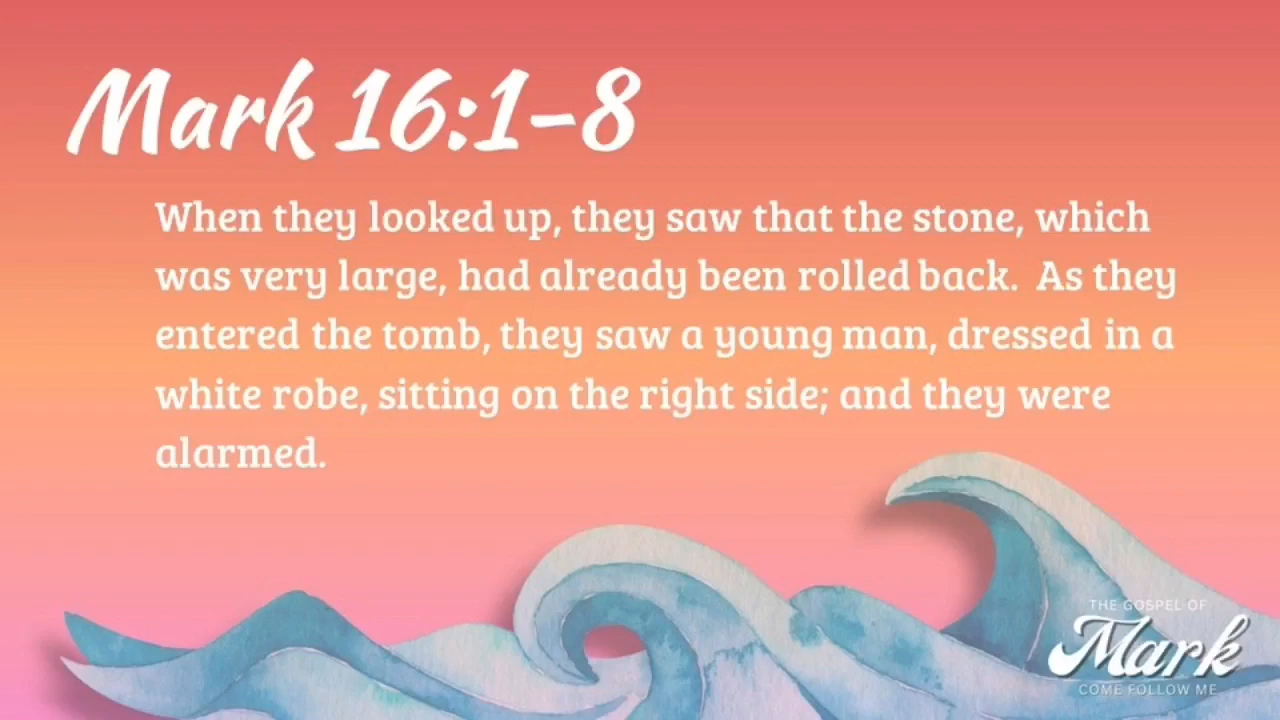 Mark 16:1-8
When they looked up, they saw that the stone, which
was very large, had already been rolled back.  As they
entered the tomb, they saw a young man, dressed in a
white robe, sitting on the right side; and they were
alarmed.
THE GOSPEL OF
Mark
COME FOLLOW ME